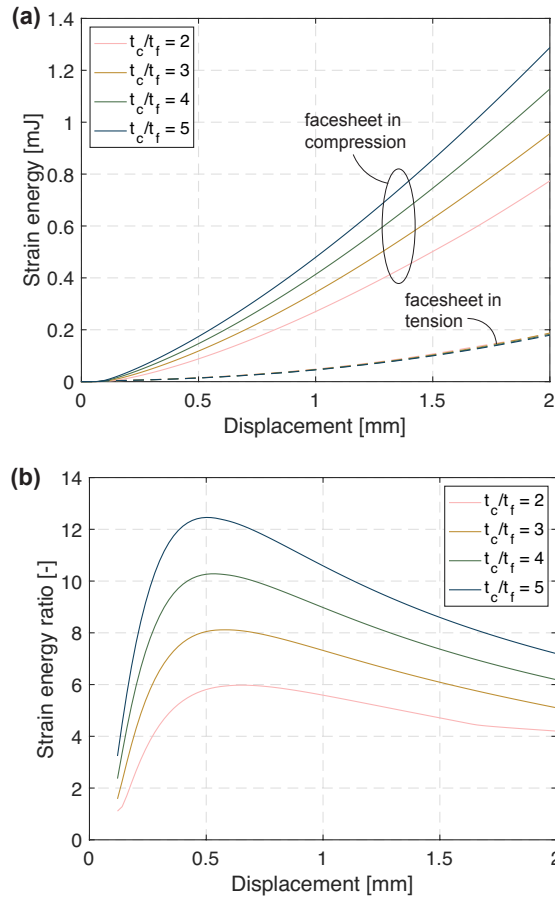 (a)
t_c/t_f = 2
t_c/t_f = 3
t_c/t_f = 4
t_c/t_f = 5
facesheet in
compression
facesheet in
tension
Strain energy [mJ]
1.4
1.2
1
0.8
0.6
0.4
0.2
0
0
0.5
1
1.5
2
Displacement [mm]
(b)
t_c/t_f = 2
t_c/t_f = 3
t_c/t_f = 4
t_c/t_f = 5
Strain energy ratio [-]
14
12
10
8
6
4
2
0
0
0.5
1
1.5
2
Displacement [mm]